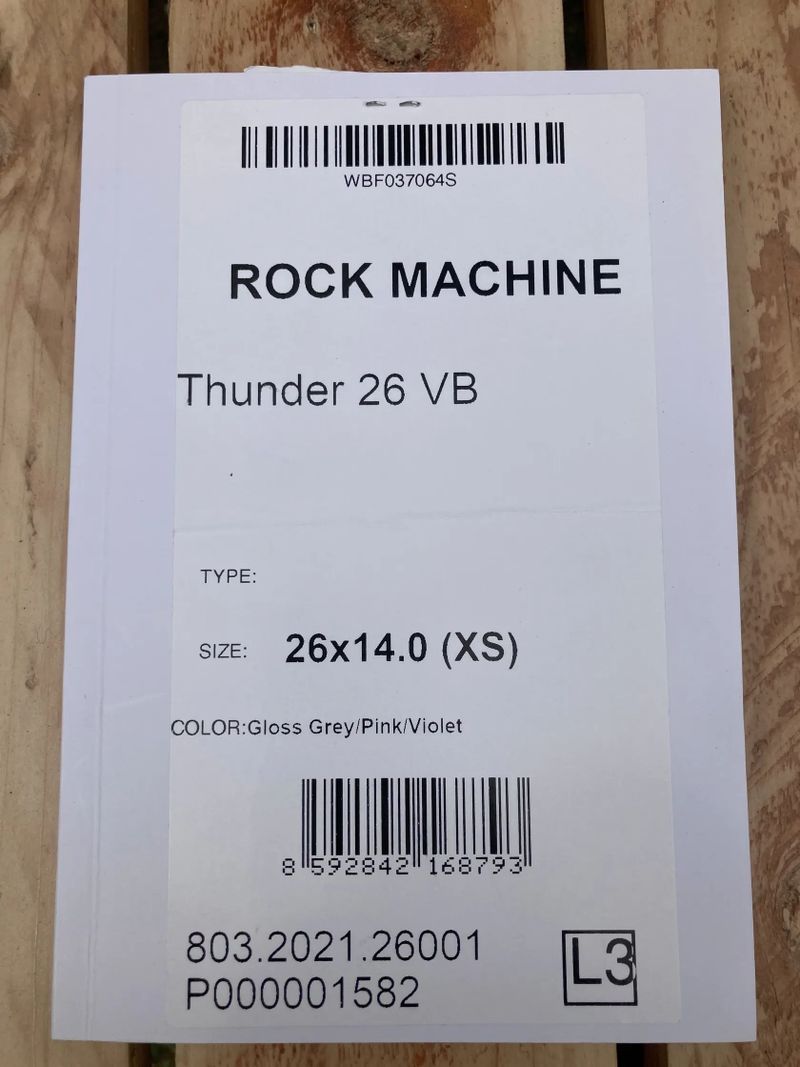 WBF037064S
ROCK MACHINE
Thunder 26 VB
TYPE:
SIZE: 26x14.0 (XS)
COLOR:Gloss Grey/Pink/Violet
8 592842 168793
803.2021.26001
P000001582
L3